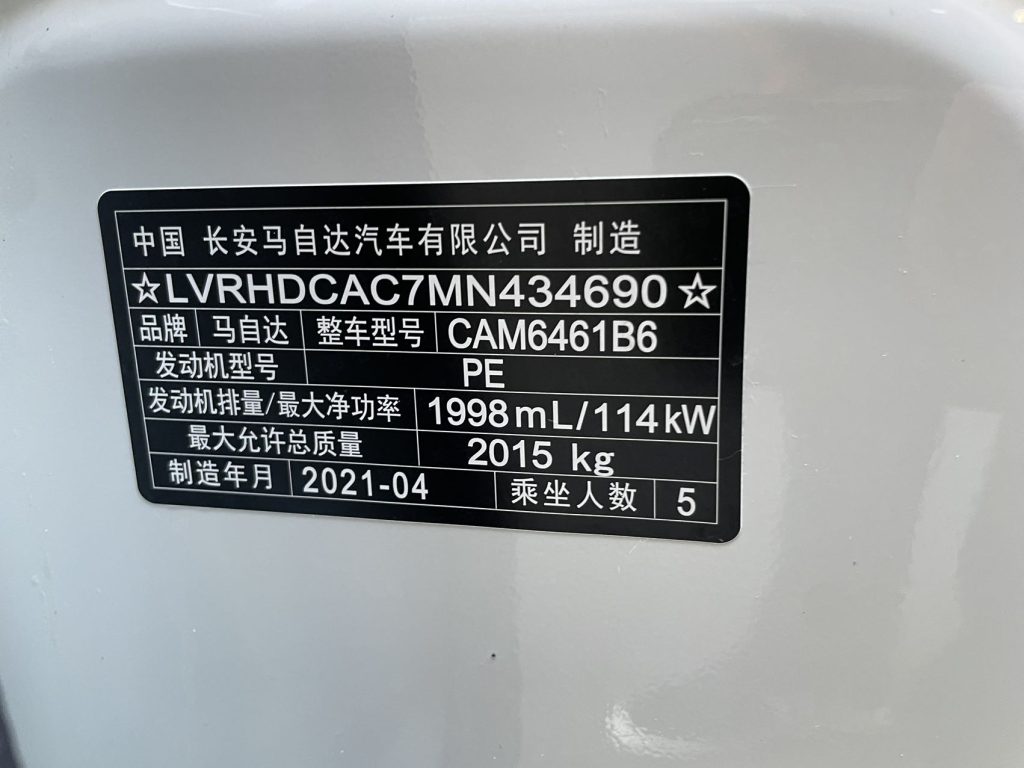 中国 长安马自达汽车有限公司 制造
☆LVRHDCAC7MN434690☆
品牌 马自达 整车型号 CAM6461B6
发动机型号 PE
发动机排量/最大净功率 1998mL/114kW
最大允许总质量 2015 kg
制造年月 2021-04 乘坐人数 5